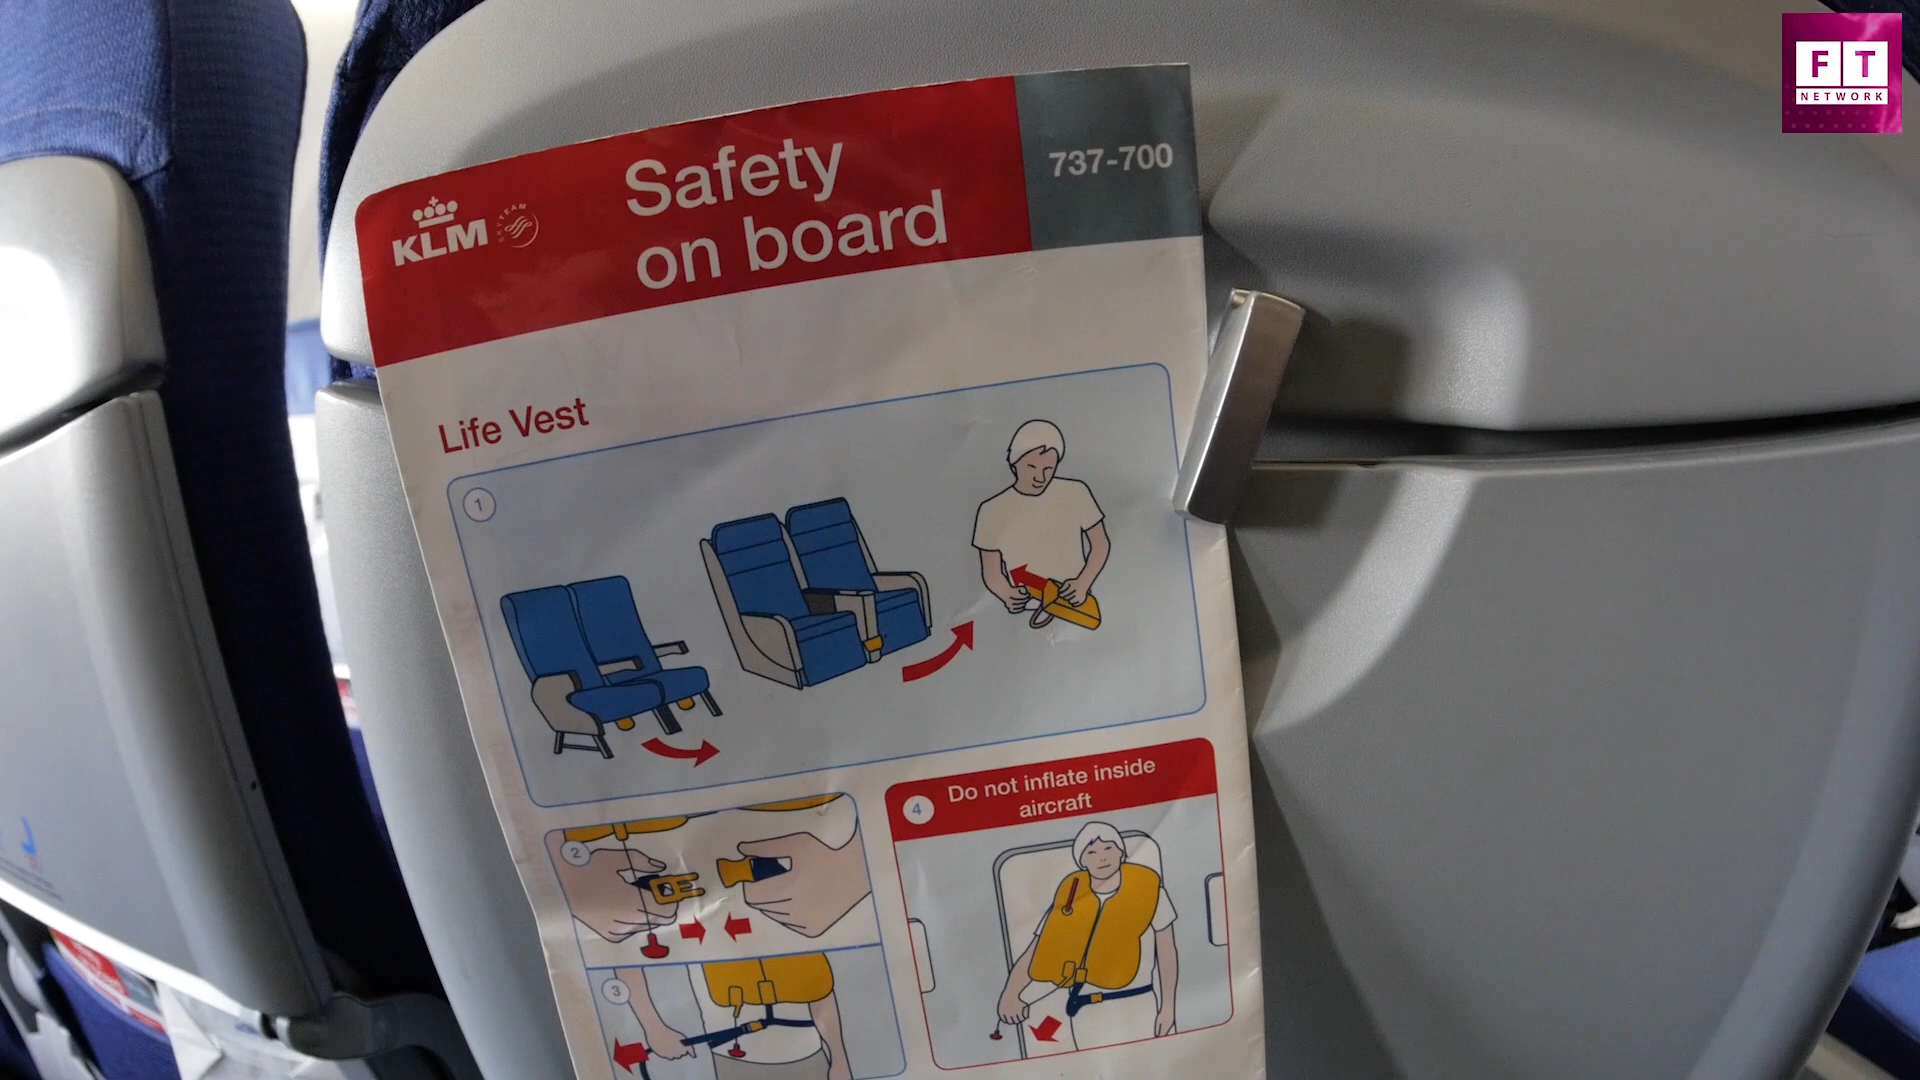 FT
NETWORK
Safety
on board
737-700
KLM
SKYTEAM
Life Vest
1
2
3
4
Do not inflate inside
aircraft